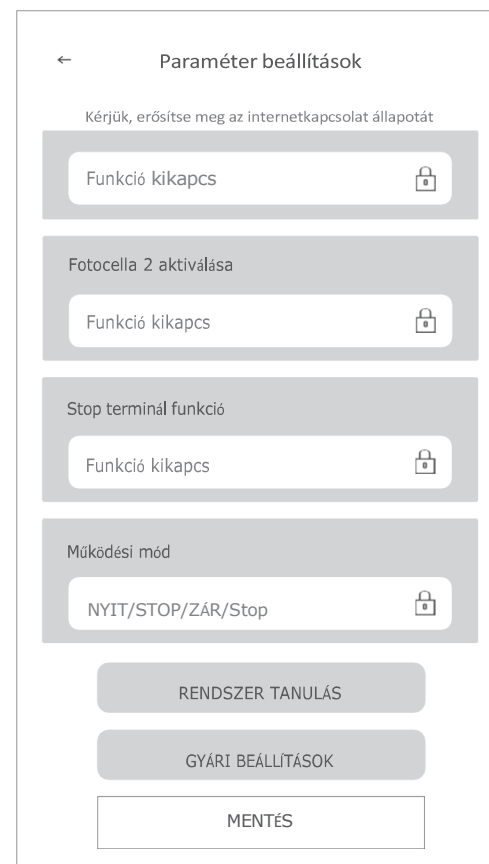 Paraméter beállítások
Kérjük, erősítse meg az internetkapcsolat állapotát
Funkció kikapcs
Fotocella 2 aktiválása
Funkció kikapcs
Stop terminál funkció
Funkció kikapcs
Működési mód
NYIT/STOP/ZÁR/Stop
RENDSZER TANULÁS
GYÁRI BEÁLLÍTÁSOK
MENTÉS